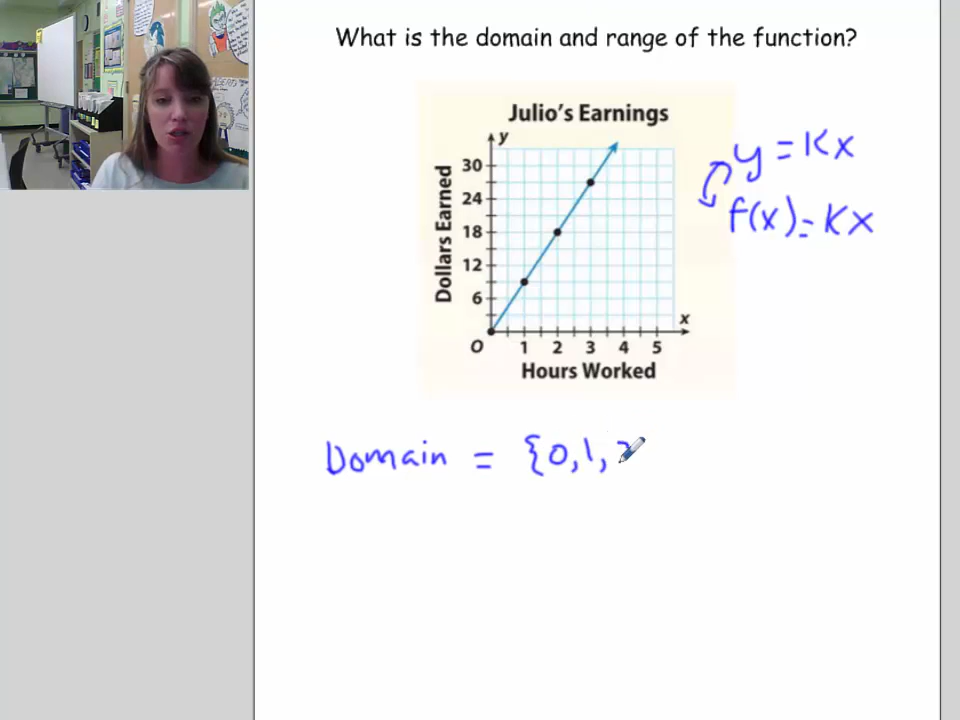 What is the domain and range of the function?
Julio's Earnings
y
30
24
18
12
6
Dollars Earned
x
O 1 2 3 4 5
Hours Worked
y = Kx
f(x) = Kx
Domain = {0,1,